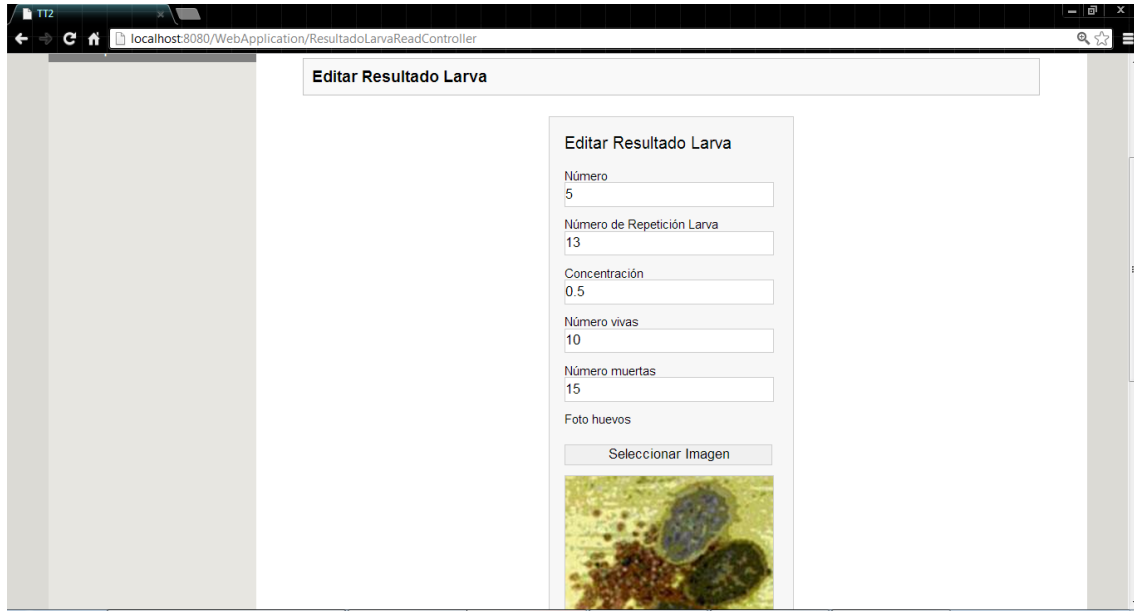 TT2
localhost:8080/WebApplication/ResultadoLarvaReadController
Editar Resultado Larva
Editar Resultado Larva
Número
5
Número de Repetición Larva
13
Concentración
0.5
Número vivas
10
Número muertas
15
Foto huevos
Seleccionar Imagen